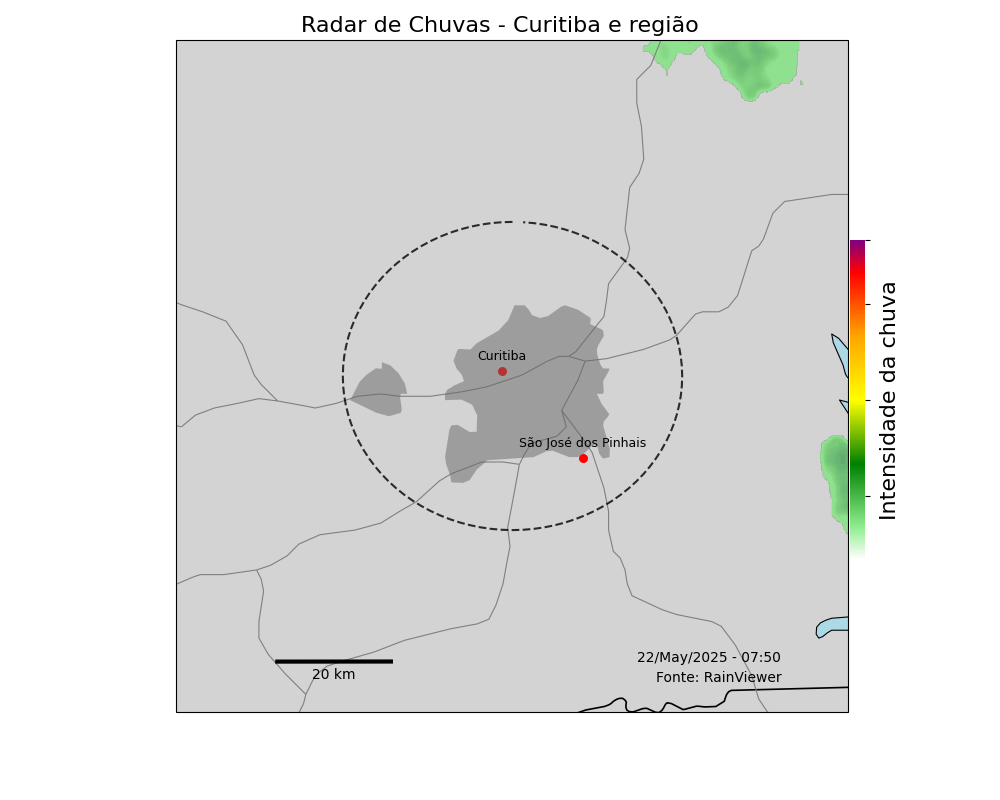 Radar de Chuvas - Curitiba e região
Curitiba
São José dos Pinhais
Intensidade da chuva
20 km
22/May/2025 - 07:50
Fonte: RainViewer